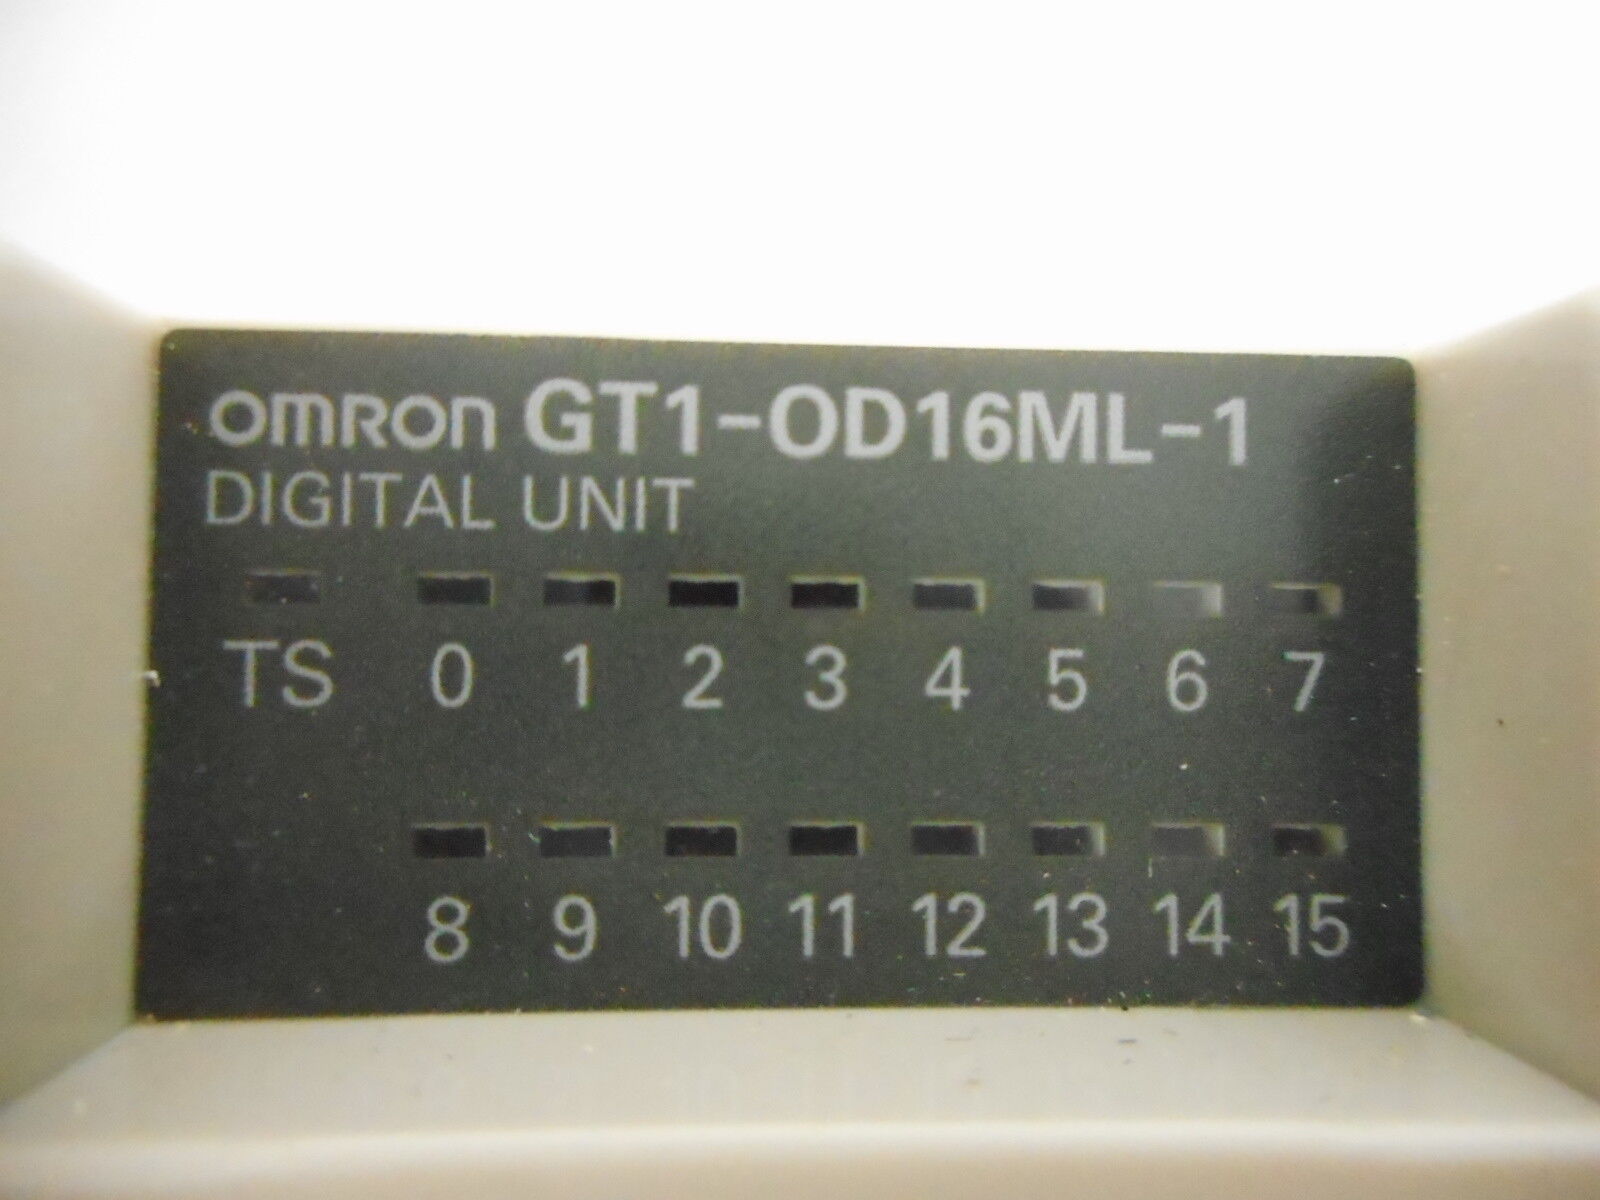 omron GT1-OD16ML-1
DIGITAL UNIT
TS 0 1 2 3 4 5 6 7
8 9 10 11 12 13 14 15